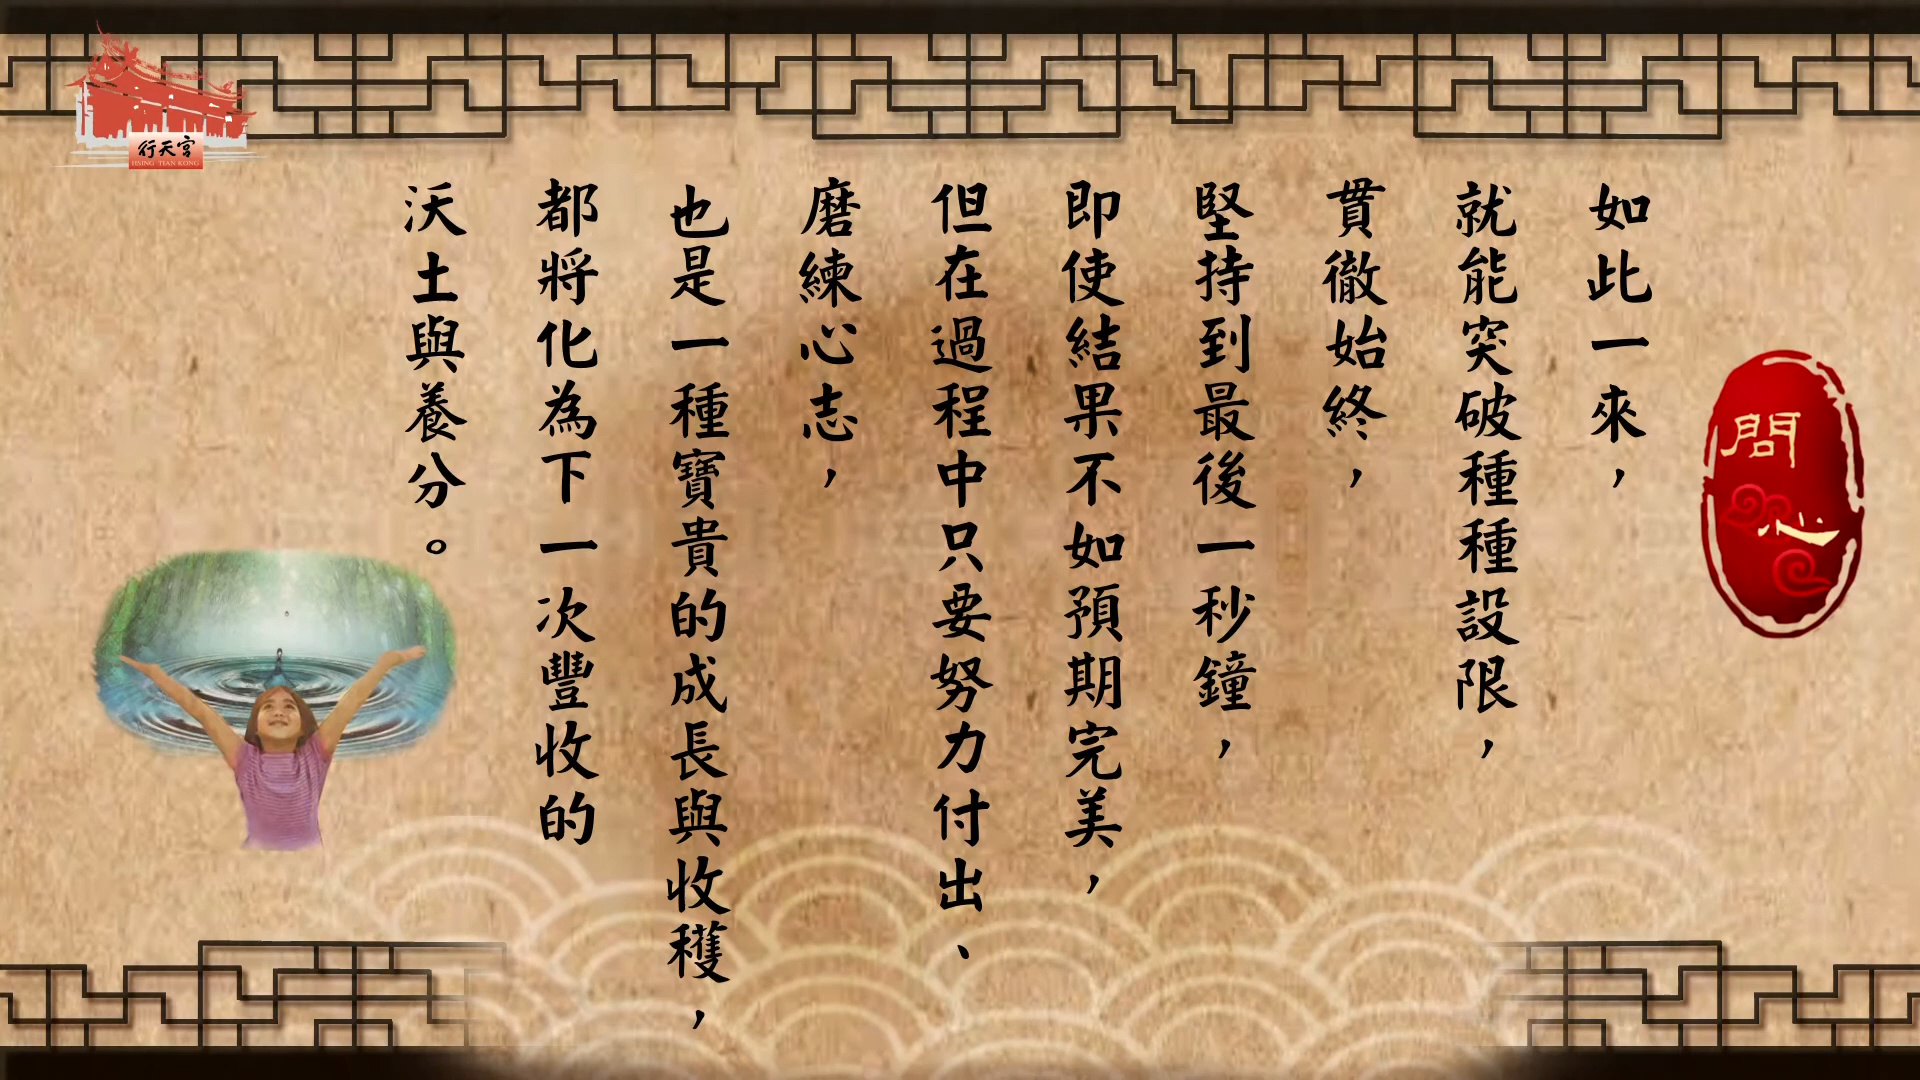 行天宮
HSING TIAN KONG
問心
如此一來，
就能突破種種設限，
貫徹始終，
堅持到最後一秒鐘，
即使結果不如預期完美，
但在過程中只要努力付出、
磨練心志，
也是一種寶貴的成長與收穫，
都將化為下一次豐收的
沃土與養分。